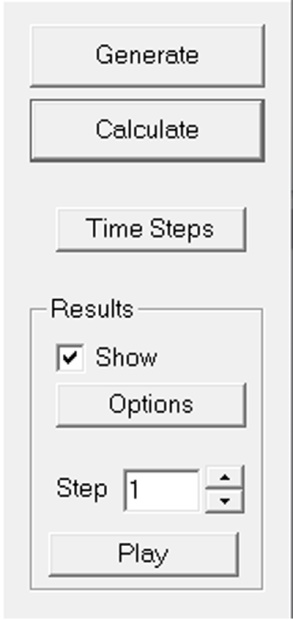 Generate
Calculate
Time Steps
Results
Show
Options
Step 1
Play